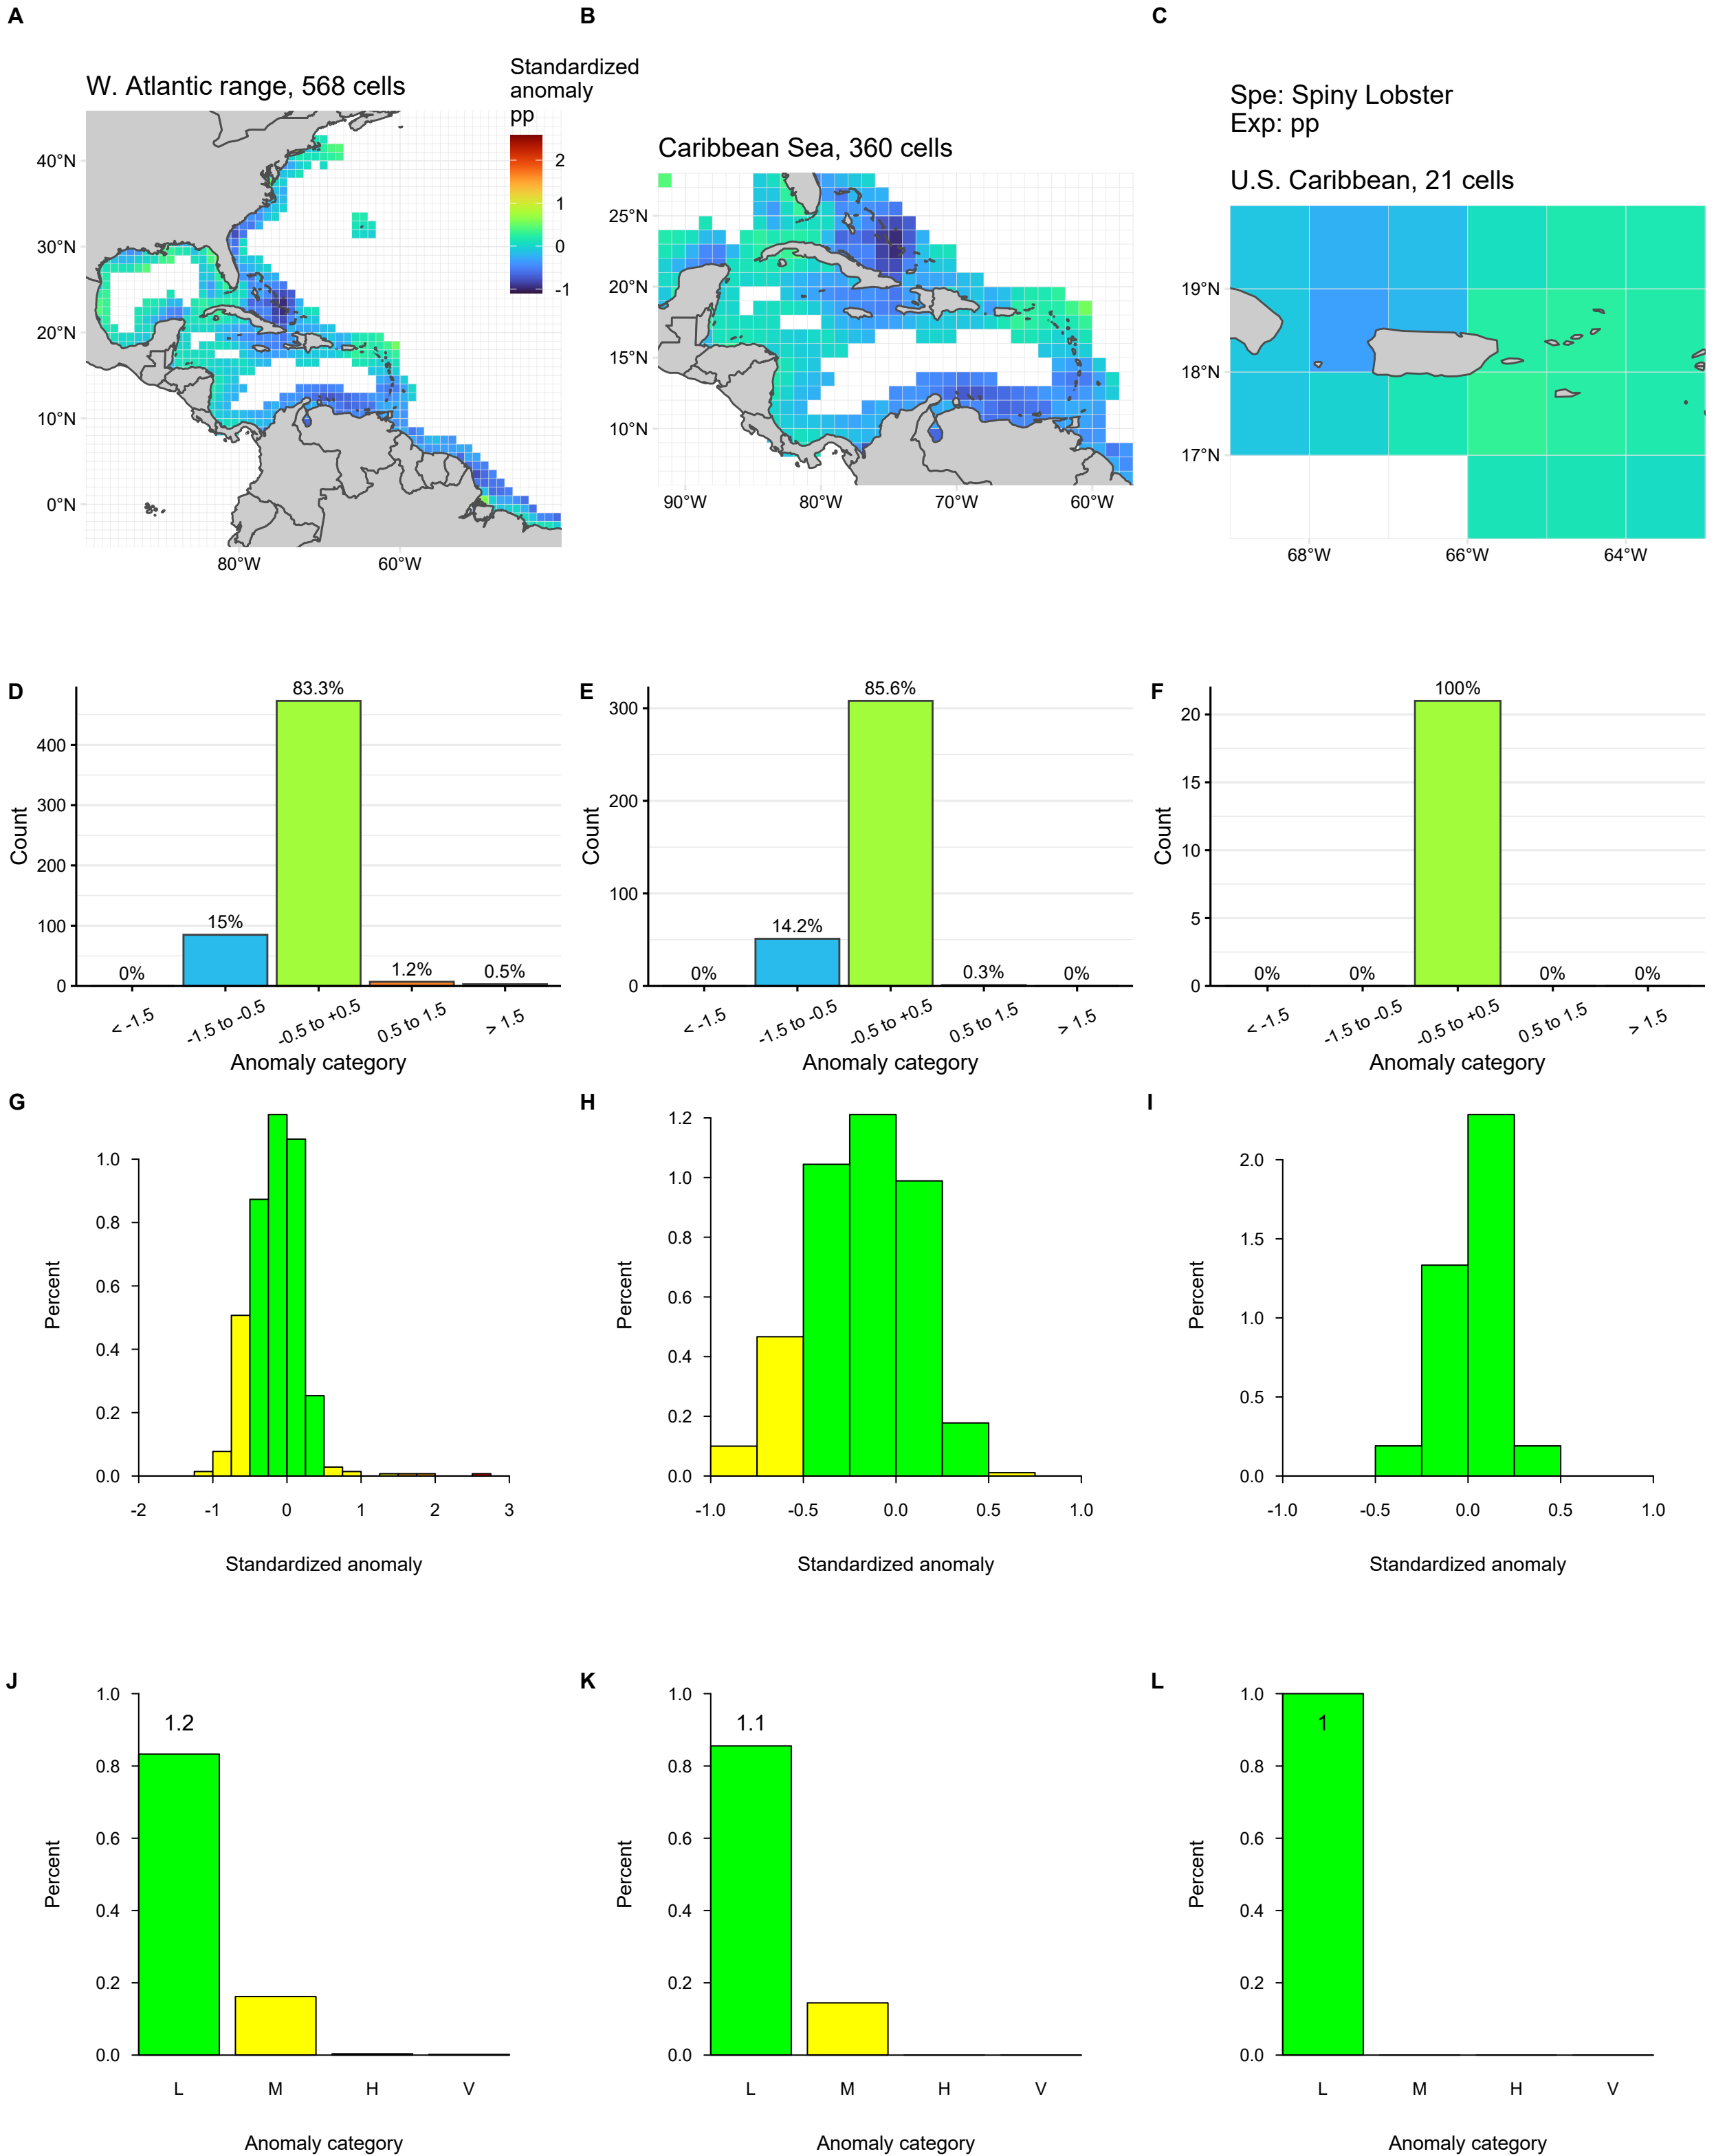 A
B
C
W. Atlantic range, 568 cells
Standardized
anomaly
pp
2
1
0
-1
40°N
30°N
20°N
10°N
0°N
80°W
60°W
Caribbean Sea, 360 cells
25°N
20°N
15°N
10°N
90°W
80°W
70°W
60°W
Spe: Spiny Lobster
Exp: pp
U.S. Caribbean, 21 cells
19°N
18°N
17°N
68°W
66°W
64°W
D
Count
400
300
200
100
0
0%
15%
83.3%
1.2%
0.5%
< -1.5
-1.5 to -0.5
-0.5 to +0.5
0.5 to 1.5
> 1.5
Anomaly category
E
Count
300
200
100
0
0%
14.2%
85.6%
0.3%
0%
< -1.5
-1.5 to -0.5
-0.5 to +0.5
0.5 to 1.5
> 1.5
Anomaly category
F
Count
20
15
10
5
0
0%
0%
100%
0%
0%
< -1.5
-1.5 to -0.5
-0.5 to +0.5
0.5 to 1.5
> 1.5
Anomaly category
G
Percent
1.0
0.8
0.6
0.4
0.2
0.0
-2
-1
0
1
2
3
Standardized anomaly
H
Percent
1.2
1.0
0.8
0.6
0.4
0.2
0.0
-1.0
-0.5
0.0
0.5
1.0
Standardized anomaly
I
Percent
2.0
1.5
1.0
0.5
0.0
-1.0
-0.5
0.0
0.5
1.0
Standardized anomaly
J
Percent
1.0
0.8
0.6
0.4
0.2
0.0
1.2
L
M
H
V
Anomaly category
K
Percent
1.0
0.8
0.6
0.4
0.2
0.0
1.1
L
M
H
V
Anomaly category
L
Percent
1.0
0.8
0.6
0.4
0.2
0.0
1
L
M
H
V
Anomaly category